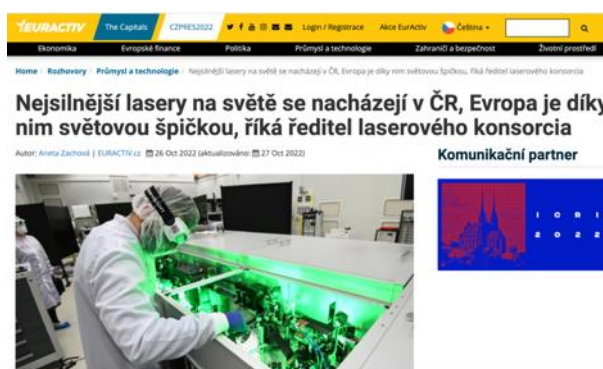 EURACTIV The Capitals CZPRES2022 Login / Registrace Akce EurActiv Čeština
Ekonomika Evropské finance Politika Průmysl a technologie Zahraničí a bezpečnost Životní prostředí
Home / Rozhovory / Průmysl a technologie / Nejsilnější lasery na světě se nacházejí v ČR, Evropa je díky nim světovou špičkou, říká ředitel laserového konsorcia
Nejsilnější lasery na světě se nacházejí v ČR, Evropa je díky
nim světovou špičkou, říká ředitel laserového konsorcia
Autor: Aneta Zachová | EURACTIV.cz 26 Oct 2022 (aktualizováno: 27 Oct 2022)
Komunikační partner
I C R I
2 0 2 2